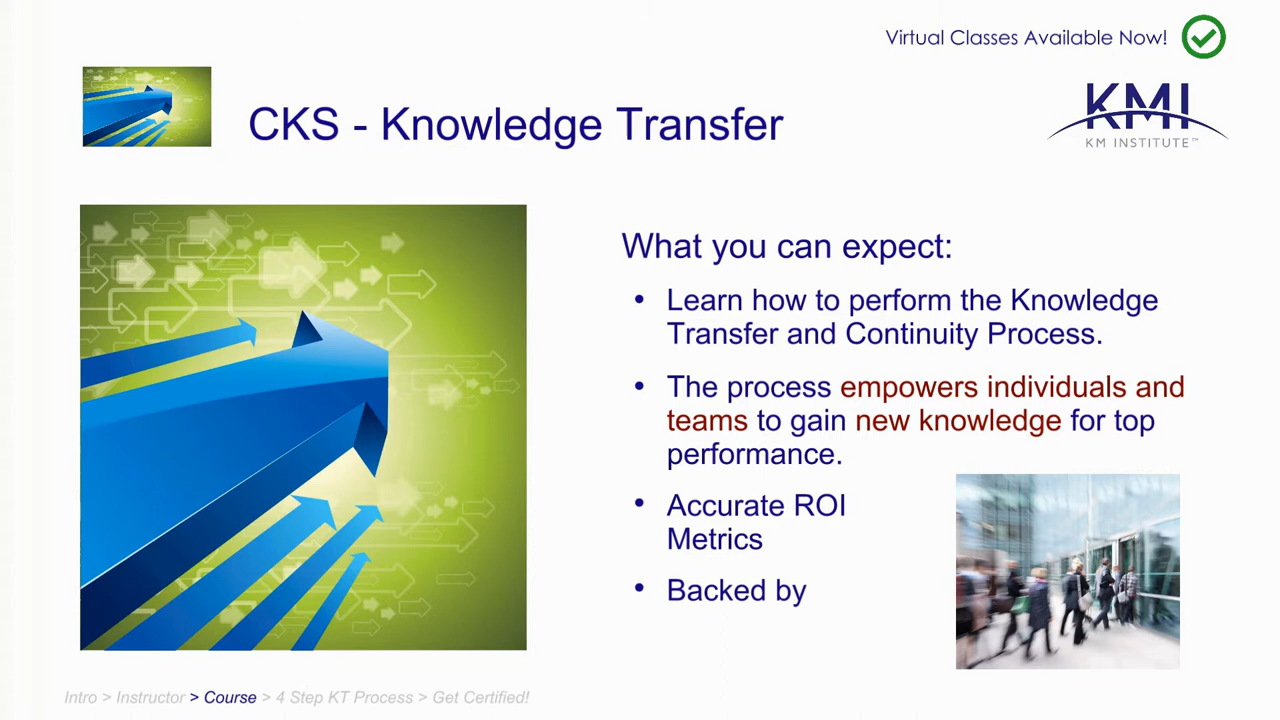 Virtual Classes Available Now!
KMI
KM INSTITUTE™
CKS - Knowledge Transfer
What you can expect:
• Learn how to perform the Knowledge
Transfer and Continuity Process.
• The process empowers individuals and
teams to gain new knowledge for top
performance.
• Accurate ROI
Metrics
• Backed by
Intro > Instructor > Course > 4 Step KT Process > Get Certified!